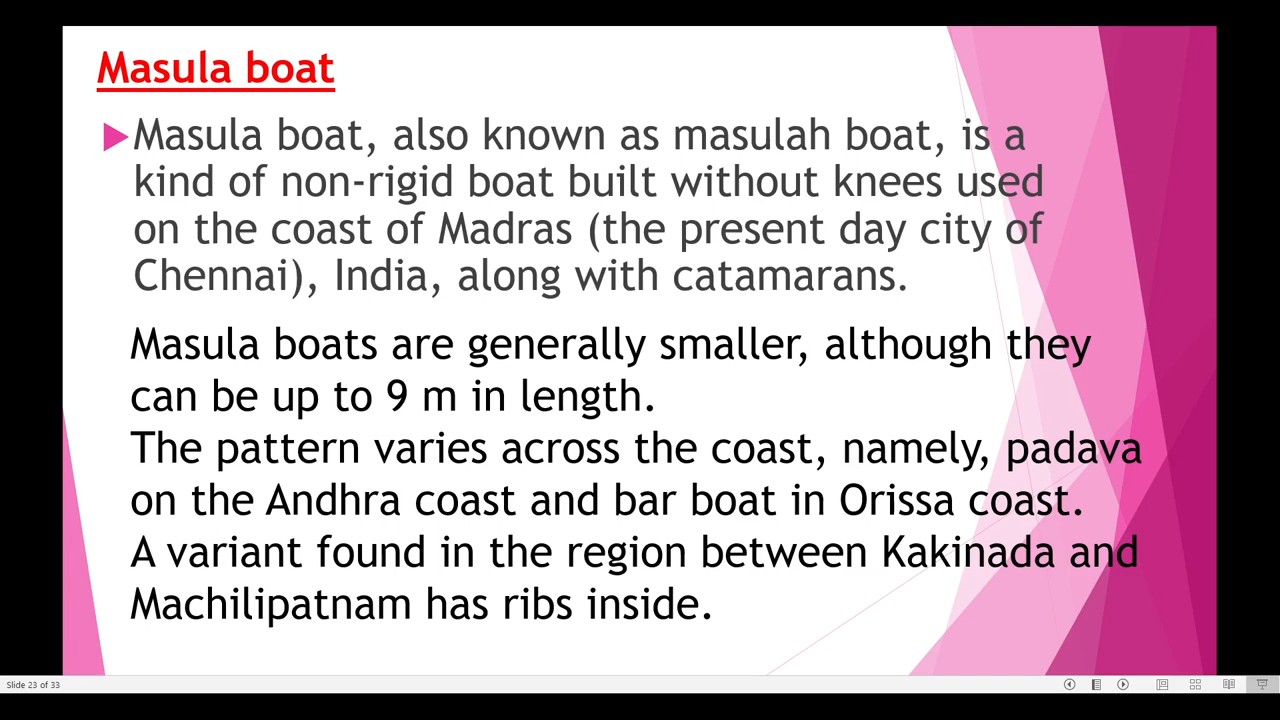 Masula boat
Masula boat, also known as masulah boat, is a
kind of non-rigid boat built without knees used
on the coast of Madras (the present day city of
Chennai), India, along with catamarans.
Masula boats are generally smaller, although they
can be up to 9 m in length.
The pattern varies across the coast, namely, padava
on the Andhra coast and bar boat in Orissa coast.
A variant found in the region between Kakinada and
Machilipatnam has ribs inside.
Slide 23 of 33